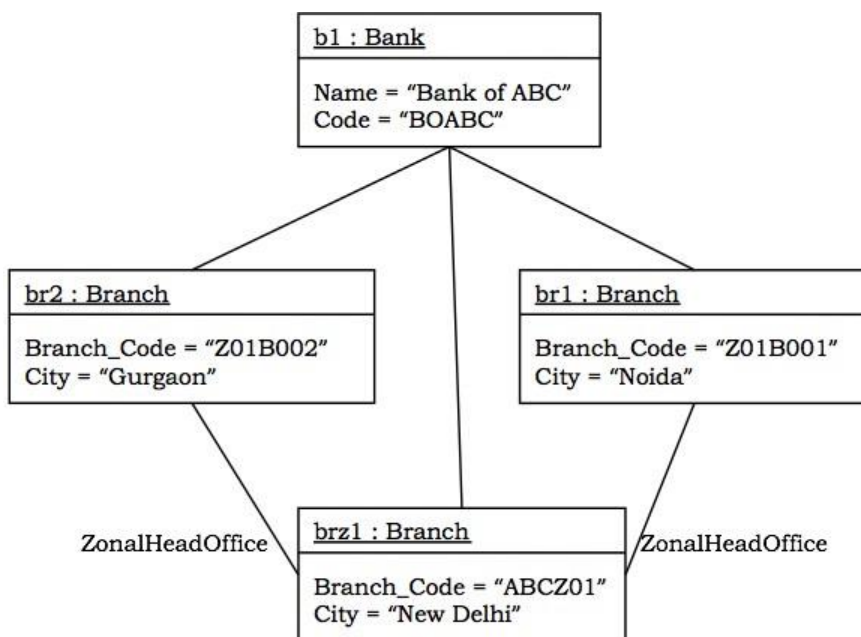 b1 : Bank
Name = “Bank of ABC”
Code = “BOABC”
br2 : Branch
Branch_Code = “Z01B002”
City = “Gurgaon”
br1 : Branch
Branch_Code = “Z01B001”
City = “Noida”
ZonalHeadOffice
brz1 : Branch
Branch_Code = “ABCZ01”
City = “New Delhi”
ZonalHeadOffice